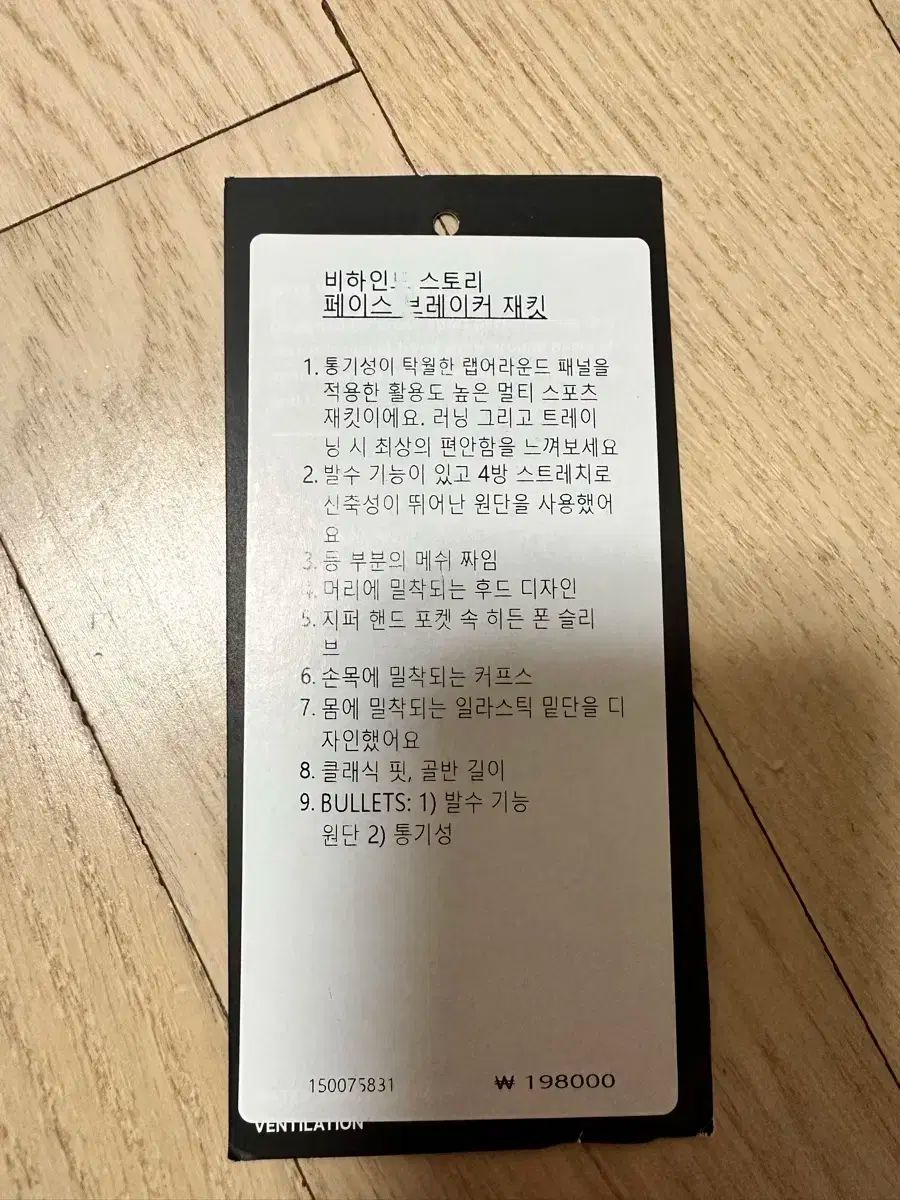 비하인드 스토리
페이스 브레이커 재킷
1. 통기성이 탁월한 랩어라운드 패널을
적용한 활용도 높은 멀티 스포츠
재킷이에요. 러닝 그리고 트레이
닝 시 최상의 편안함을 느껴보세요
2. 발수 기능이 있고 4방 스트레치로
신축성이 뛰어난 원단을 사용했어
요
3. 등 부분의 메쉬 짜임
4. 머리에 밀착되는 후드 디자인
5. 지퍼 핸드 포켓 속 히든 폰 슬리
브
6. 손목에 밀착되는 커프스
7. 몸에 밀착되는 일라스틱 밑단을 디
자인했어요
8. 클래식 핏, 골반 길이
9. BULLETS: 1) 발수 기능
원단 2) 통기성
150075831 ₩ 198000
VENTILATION